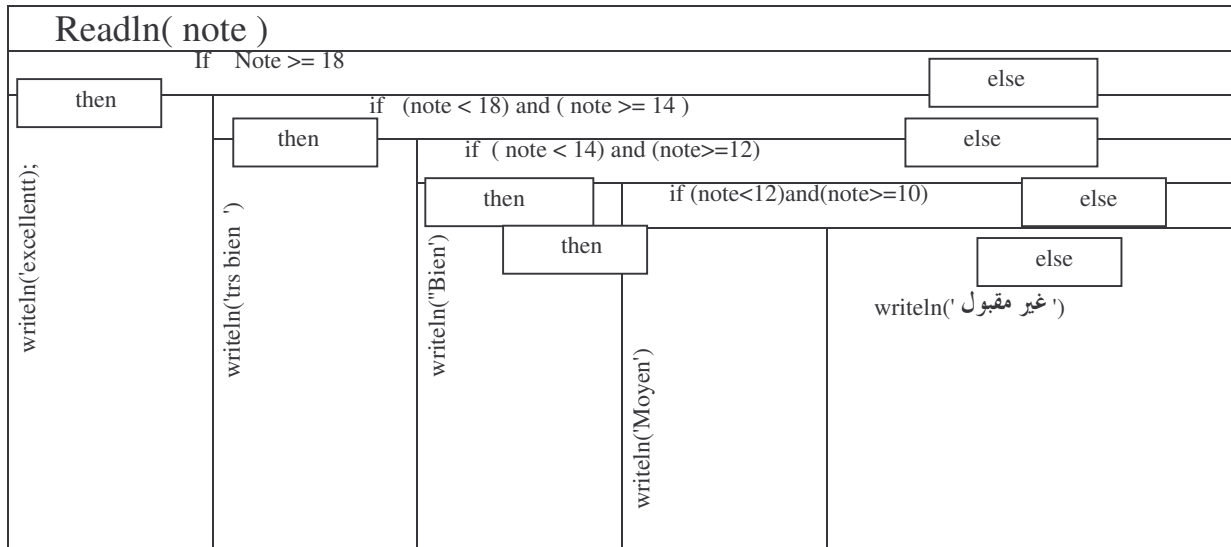 Readln( note )
If Note >= 18
then
else
if (note < 18) and ( note >= 14 )
then
else
if ( note < 14) and (note>=12)
then
else
if (note<12)and(note>=10)
then
else
writeln('excellentt);
writeln('trs bien ')
writeln("Bien')
writeln('Moyen')
writeln(' غير مقبول ')